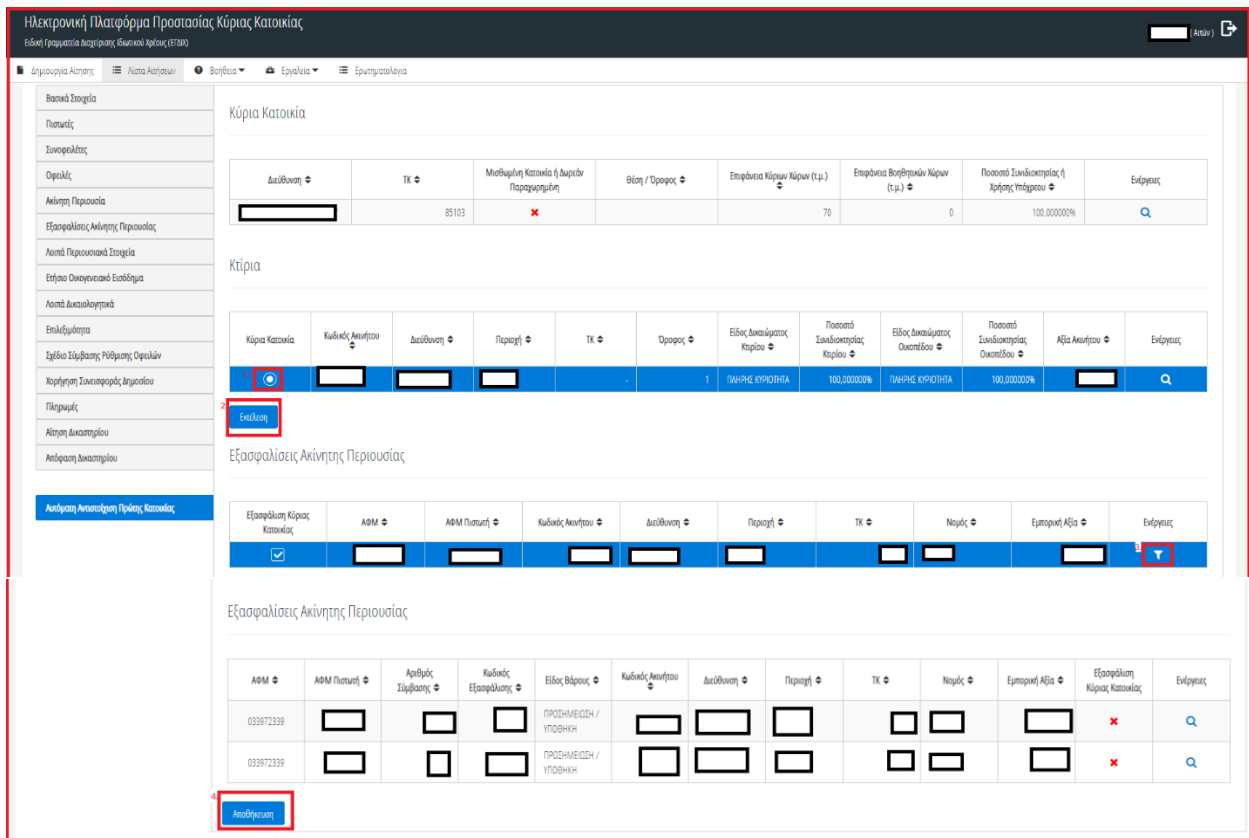 Ηλεκτρονική Πλατφόρμα Προστασίας Κύριας Κατοικίας
Ειδική Γραμματεία Διαχείρισης Ιδιωτικού Χρέους (ΕΓΔΙΧ)
( Αιτών )
Δημιουργία Αίτησης Λίστα Αιτήσεων Βοήθεια Εργαλεία Ερωτηματολόγια
Βασικά Στοιχεία
Πιστωτές
Συνοφειλέτες
Οφειλές
Ακίνητη Περιουσία
Εξασφαλίσεις Ακίνητης Περιουσίας
Λοιπά Περιουσιακά Στοιχεία
Ετήσιο Οικογενειακό Εισόδημα
Λοιπά Δικαιολογητικά
Επιλεξιμότητα
Σχέδιο Σύμβασης Ρύθμισης Οφειλών
Χορήγηση Συνεισφοράς Δημοσίου
Πληρωμές
Αίτηση Δικαστηρίου
Απόφαση Δικαστηρίου
Αυτόματη Αντιστοίχιση Πρώτης Κατοικίας
Κύρια Κατοικία
Διεύθυνση ΤΚ Μισθωμένη Κατοικία ή Δωρεάν Παραχωρημένη Θέση / Όροφος Επιφάνεια Κύριων Χώρων (τ.μ.) Επιφάνεια Βοηθητικών Χώρων (τ.μ.) Ποσοστό Συνιδιοκτησίας ή Χρήσης Υπόχρεου Ενέργειες
85103 70 0 100,000000%
Κτίρια
Κύρια Κατοικία Κωδικός Ακινήτου Διεύθυνση Περιοχή ΤΚ Όροφος Είδος Δικαιώματος Κτιρίου Ποσοστό Συνιδιοκτησίας Κτιρίου Είδος Δικαιώματος Οικοπέδου Ποσοστό Συνιδιοκτησίας Οικοπέδου Αξία Ακινήτου Ενέργειες
1 - 1 ΠΛΗΡΗΣ ΚΥΡΙΟΤΗΤΑ 100,000000% ΠΛΗΡΗΣ ΚΥΡΙΟΤΗΤΑ 100,000000%
2 Εκτέλεση
Εξασφαλίσεις Ακίνητης Περιουσίας
Εξασφάλιση Κύριας Κατοικίας ΑΦΜ ΑΦΜ Πιστωτή Κωδικός Ακινήτου Διεύθυνση Περιοχή ΤΚ Νομός Εμπορική Αξία Ενέργειες
3
Εξασφαλίσεις Ακίνητης Περιουσίας
ΑΦΜ ΑΦΜ Πιστωτή Αριθμός Σύμβασης Κωδικός Εξασφάλισης Είδος Βάρους Κωδικός Ακινήτου Διεύθυνση Περιοχή ΤΚ Νομός Εμπορική Αξία Εξασφάλιση Κύριας Κατοικίας Ενέργειες
033972339 ΠΡΟΣΗΜΕΙΩΣΗ / ΥΠΟΘΗΚΗ
033972339 ΠΡΟΣΗΜΕΙΩΣΗ / ΥΠΟΘΗΚΗ
4. Αποθήκευση